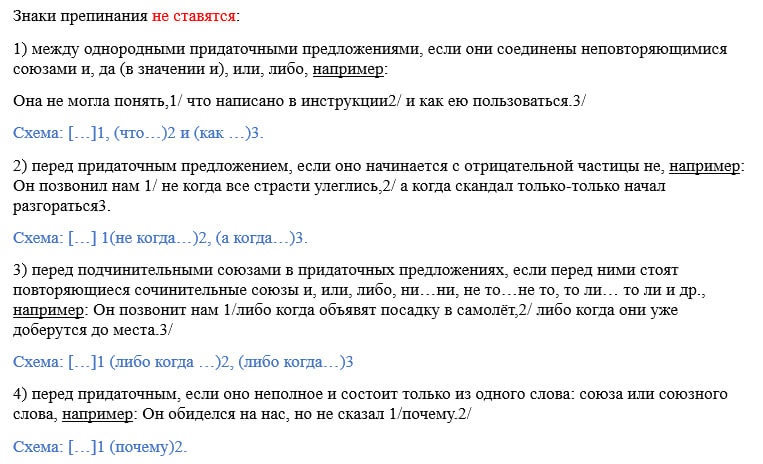 Знаки препинания не ставятся:
1) между однородными придаточными предложениями, если они соединены неповторяющимися
союзами и, да (в значении и), или, либо, например:
Она не могла понять,1/ что написано в инструкции2/ и как ею пользоваться.3/
Схема: […]1, (что…)2 и (как …)3.
2) перед придаточным предложением, если оно начинается с отрицательной частицы не, например:
Он позвонил нам 1/ не когда все страсти улеглись,2/ а когда скандал только-только начал
разгораться3.
Схема: […] 1(не когда…)2, (а когда…)3.
3) перед подчинительными союзами в придаточных предложениях, если перед ними стоят
повторяющиеся сочинительные союзы и, или, либо, ни…ни, не то…не то, то ли… то ли и др.,
например: Он позвонит нам 1/либо когда объявят посадку в самолёт,2/ либо когда они уже
доберутся до места.3/
Схема: […]1 (либо когда …)2, (либо когда…)3
4) перед придаточным, если оно неполное и состоит только из одного слова: союза или союзного
слова, например: Он обиделся на нас, но не сказал 1/почему.2/
Схема: […]1 (почему)2.